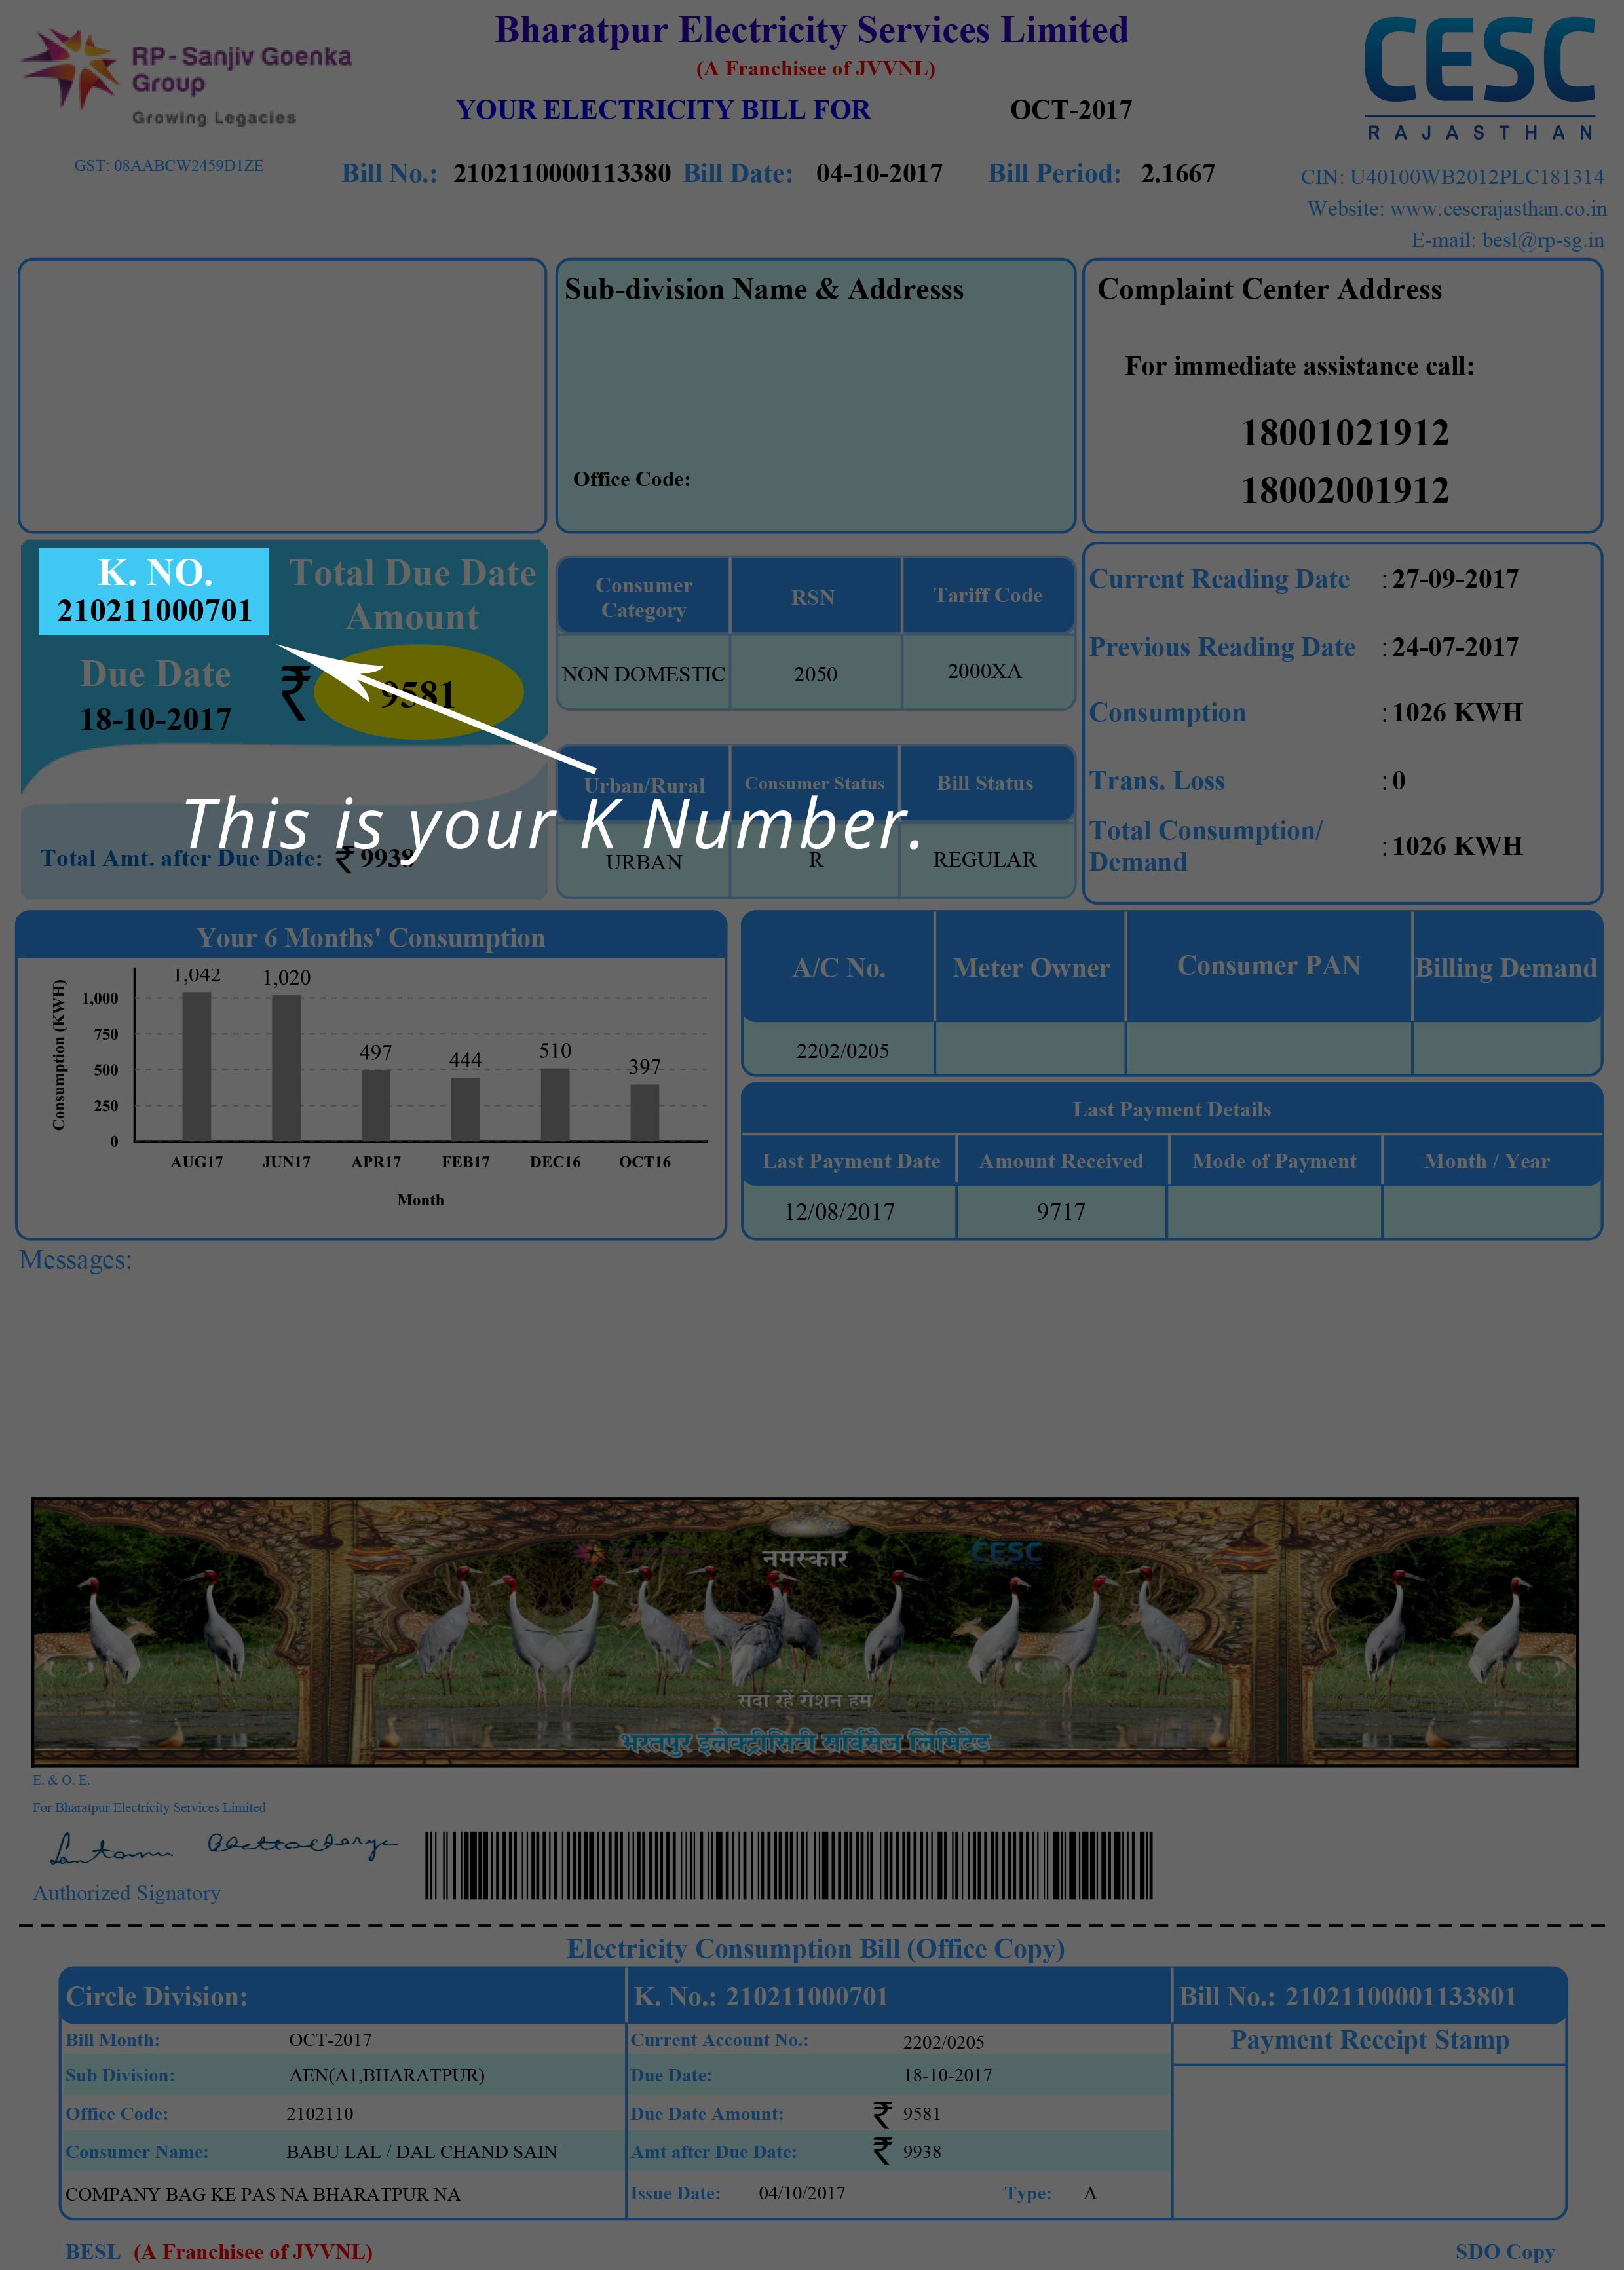 RP-Sanjiv Goenka
Group
Growing Legacies
Bharatpur Electricity Services Limited
(A Franchisee of JVVNL)
YOUR ELECTRICITY BILL FOR OCT-2017
CESC
RAJASTHAN
GST: 08AABCW2459D1ZE
Bill No.: 2102110000113380 Bill Date: 04-10-2017 Bill Period: 2.1667
CIN: U40100WB2012PLC181314
Website: www.cescrajasthan.co.in
E-mail: besl@rp-sg.in
Sub-division Name & Addresss
Office Code:
Complaint Center Address
For immediate assistance call:
18001021912
18002001912
K. NO.
210211000701
Total Due Date
Amount
Due Date
18-10-2017
₹ 9581
This is your K Number.
Total Amt. after Due Date: ₹ 9938
Consumer
Category
RSN
Tariff Code
NON DOMESTIC 2050 2000XA
Urban/Rural Consumer Status Bill Status
URBAN R REGULAR
Current Reading Date : 27-09-2017
Previous Reading Date : 24-07-2017
Consumption : 1026 KWH
Trans. Loss : 0
Total Consumption/
Demand : 1026 KWH
Your 6 Months' Consumption
Consumption (KWH)
1,000
750
500
250
0
1,042 1,020 497 444 510 397
AUG17 JUN17 APR17 FEB17 DEC16 OCT16
Month
A/C No. Meter Owner Consumer PAN Billing Demand
2202/0205
Last Payment Details
Last Payment Date Amount Received Mode of Payment Month / Year
12/08/2017 9717
Messages:
नमस्कार
CESC
सदा रहें रोशन हम
भरतपुर इलेक्ट्रीसिटी सर्विसेज लिमिटेड
E. & O. E.
For Bharatpur Electricity Services Limited
Authorized Signatory
Electricity Consumption Bill (Office Copy)
Circle Division: K. No.: 210211000701 Bill No.: 21021100001133801
Bill Month: OCT-2017 Current Account No.: 2202/0205 Payment Receipt Stamp
Sub Division: AEN(A1,BHARATPUR) Due Date: 18-10-2017
Office Code: 2102110 Due Date Amount: ₹ 9581
Consumer Name: BABU LAL / DAL CHAND SAIN Amt after Due Date: ₹ 9938
COMPANY BAG KE PAS NA BHARATPUR NA Issue Date: 04/10/2017 Type: A
BESL (A Franchisee of JVVNL) SDO Copy